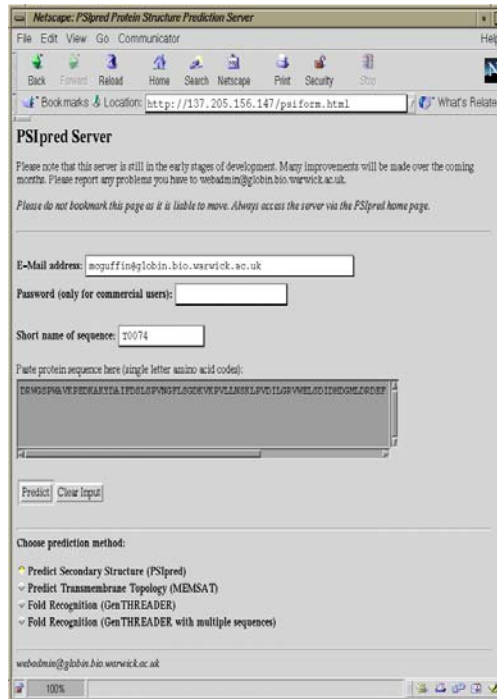 Netscape: PSIpred Protein Structure Prediction Server
File Edit View Go Communicator Help
Back Forward Reload Home Search Netscape Print Security Stop
Bookmarks Location: http://137.205.156.147/psiform.html What's Relate
PSIpred Server
Please note that this server is still in the early stages of development. Many improvements will be made over the coming
months. Please report any problems you have to webadmin@globin.bio.warwick.ac.uk.
Please do not bookmark this page as it is liable to move. Always access the server via the PSIpred home page.
E-Mail address: mcguffin@globin.bio.warwick.ac.uk
Password (only for commercial users):
Short name of sequence: T0074
Paste protein sequence here (single letter amino acid codes):
Predict Clear Input
Choose prediction method:
Predict Secondary Structure (PSIpred)
Predict Transmembrane Topology (MEMSAT)
Fold Recognition (GenTHREADER)
Fold Recognition (GenTHREADER with multiple sequences)
webadmin@globin.bio.warwick.ac.uk
100%